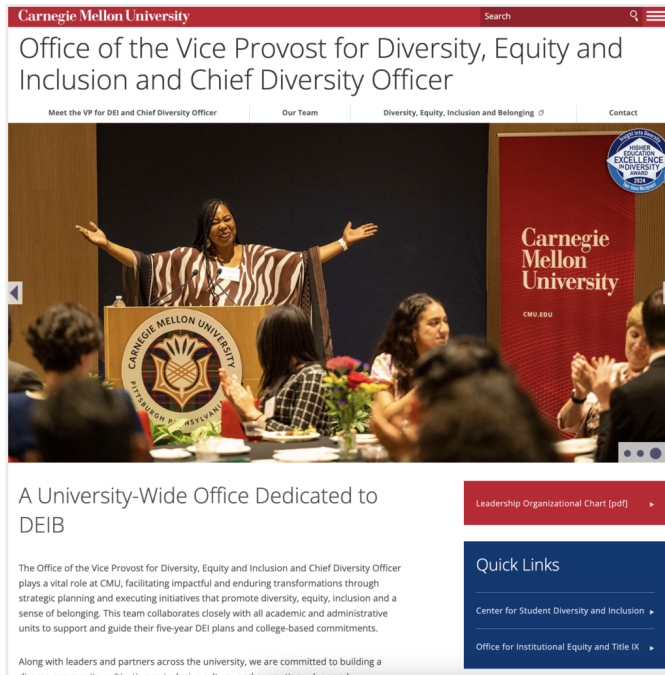 Carnegie Mellon University
Search
Office of the Vice Provost for Diversity, Equity and
Inclusion and Chief Diversity Officer
Meet the VP for DEI and Chief Diversity Officer
Our Team
Diversity, Equity, Inclusion and Belonging
Contact
Insight Into Diversity
HIGHER
EDUCATION
EXCELLENCE
IN DIVERSITY
AWARD
2024
Carnegie
Mellon
University
CMU.EDU
CARNEGIE MELLON UNIVERSITY
PITTSBURGH PENNSYLVANIA
A University-Wide Office Dedicated to
DEIB
Leadership Organizational Chart [pdf]
The Office of the Vice Provost for Diversity, Equity and Inclusion and Chief Diversity Officer
plays a vital role at CMU, facilitating impactful and enduring transformations through
strategic planning and executing initiatives that promote diversity, equity, inclusion and a
sense of belonging. This team collaborates closely with all academic and administrative
units to support and guide their five-year DEI plans and college-based commitments.
Along with leaders and partners across the university, we are committed to building a
Quick Links
Center for Student Diversity and Inclusion
Office for Institutional Equity and Title IX